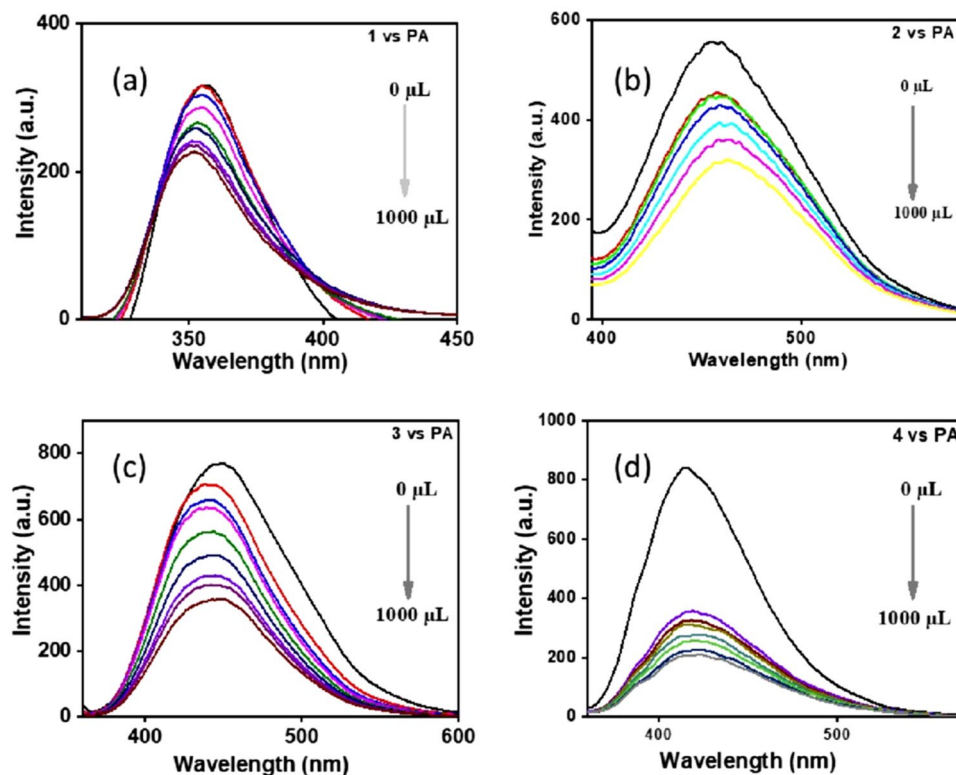 400
200
0
Intensity (a.u.)
1 vs PA
(a)
0 µL
1000 µL
350 400 450
Wavelength (nm)
600
400
200
0
Intensity (a.u.)
2 vs PA
(b)
0 µL
1000 µL
400 500
Wavelength (nm)
800
600
400
200
0
Intensity (a.u.)
3 vs PA
(c)
0 µL
1000 µL
400 500 600
Wavelength (nm)
1000
800
600
400
200
0
Intensity (a.u.)
4 vs PA
(d)
0 µL
1000 µL
400 500
Wavelength (nm)